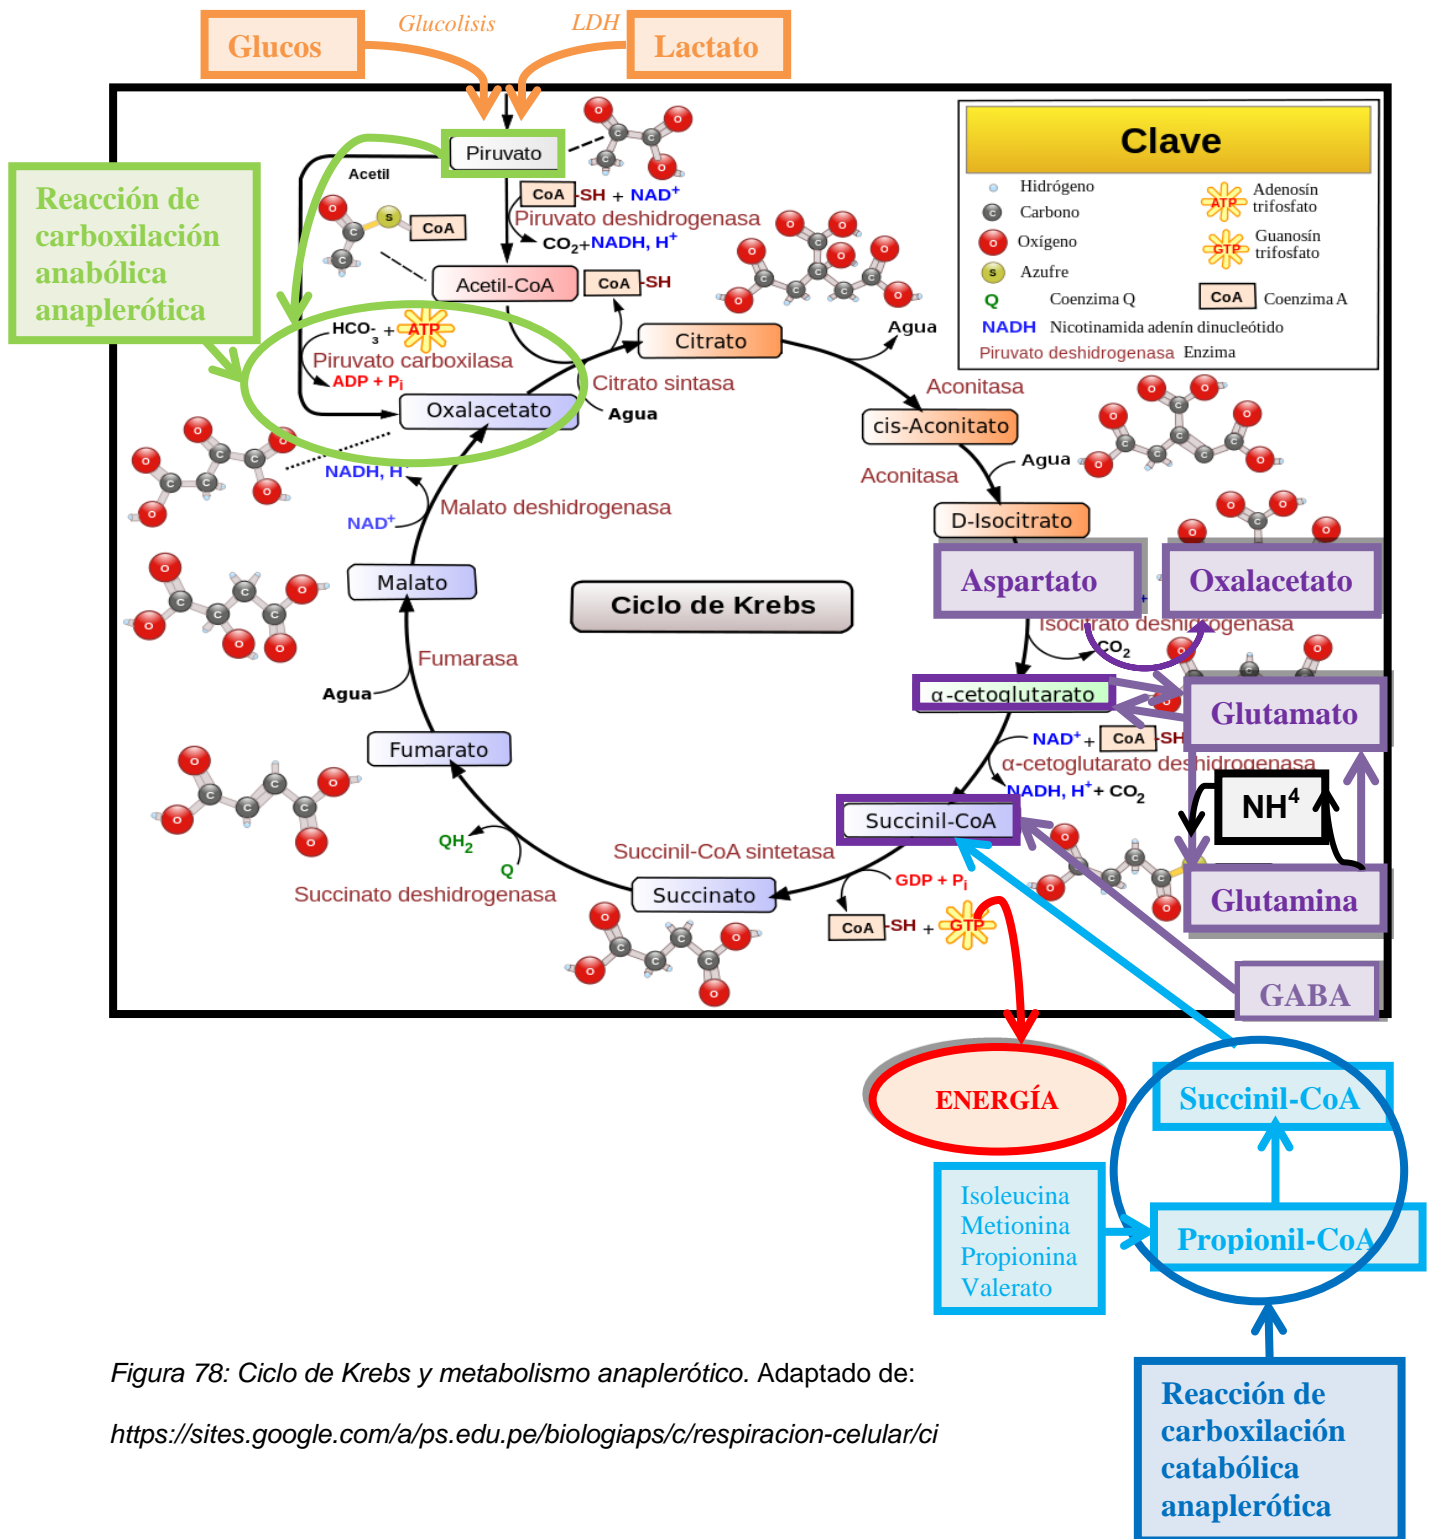 Glucolisis
LDH
Glucos
Lactato
Piruvato
Acetil
CoA -SH + NAD+
Piruvato deshidrogenasa
CO2+NADH, H+
S CoA
Acetil-CoA
CoA -SH
Reacción de
carboxilación
anabólica
anaplerótica
HCO-3 + ATP
Piruvato carboxilasa
ADP + Pi
Oxalacetato
Citrato
Citrato sintasa
Agua
Agua
Aconitasa
cis-Aconitato
Agua
Aconitasa
D-Isocitrato
Clave
Hidrógeno
C Carbono
O Oxígeno
S Azufre
Q Coenzima Q
NADH Nicotinamida adenín dinucleótido
Piruvato deshidrogenasa Enzima
ATP Adenosín
trifosfato
GTP Guanosín
trifosfato
CoA Coenzima A
NADH, H
NAD+
Malato deshidrogenasa
Malato
Ciclo de Krebs
Aspartato
Oxalacetato
Isocitrato deshidrogenasa
CO2
Fumarasa
Agua
α-cetoglutarato
Glutamato
Fumarato
NAD+ + CoA -SH
α-cetoglutarato deshidrogenasa
NADH, H+ + CO2
NH4
Succinil-CoA
QH2
Q
Succinil-CoA sintetasa
Succinato deshidrogenasa
Succinato
GDP + Pi
CoA -SH + GTP
Glutamina
GABA
ENERGÍA
Succinil-CoA
Isoleucina
Metionina
Propionina
Valerato
Propionil-CoA
Figura 78: Ciclo de Krebs y metabolismo anaplerótico. Adaptado de:
https://sites.google.com/a/ps.edu.pe/biologiaps/c/respiracion-celular/ci
Reacción de
carboxilación
catabólica
anaplerótica